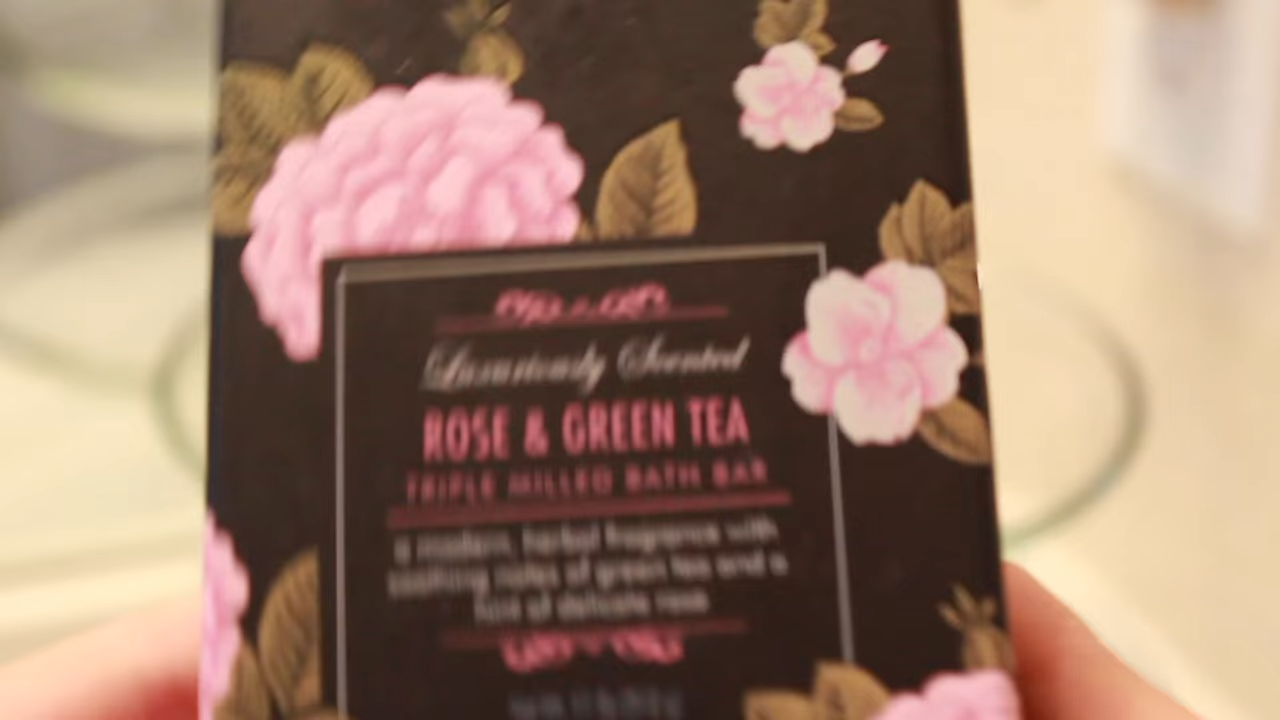 Luxuriously Scented
ROSE & GREEN TEA
TRIPLE MILLED BATH BAR
a modern, herbal fragrance with
soothing notes of green tea and a
hint of delicate rose